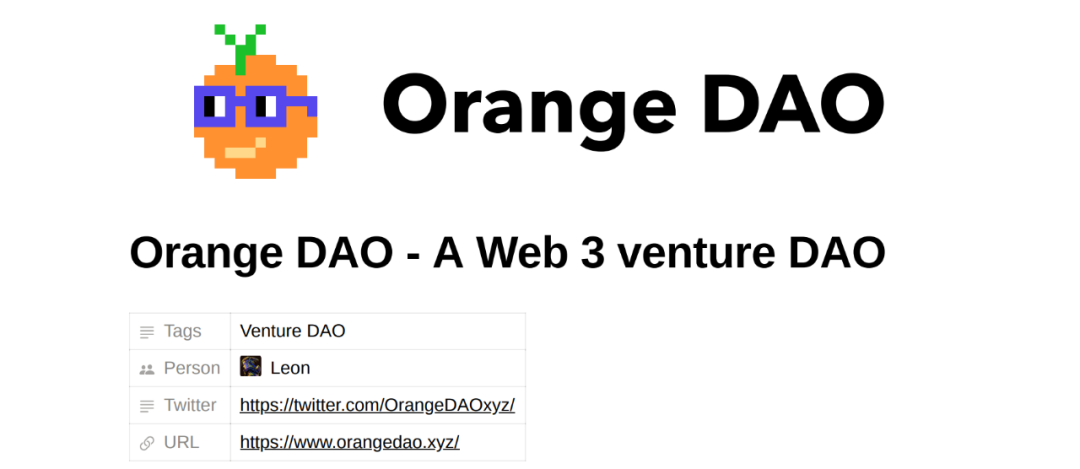 Orange DAO
Orange DAO - A Web 3 venture DAO
Tags Venture DAO
Person Leon
Twitter https://twitter.com/OrangeDAOxyz/
URL https://www.orangedao.xyz/